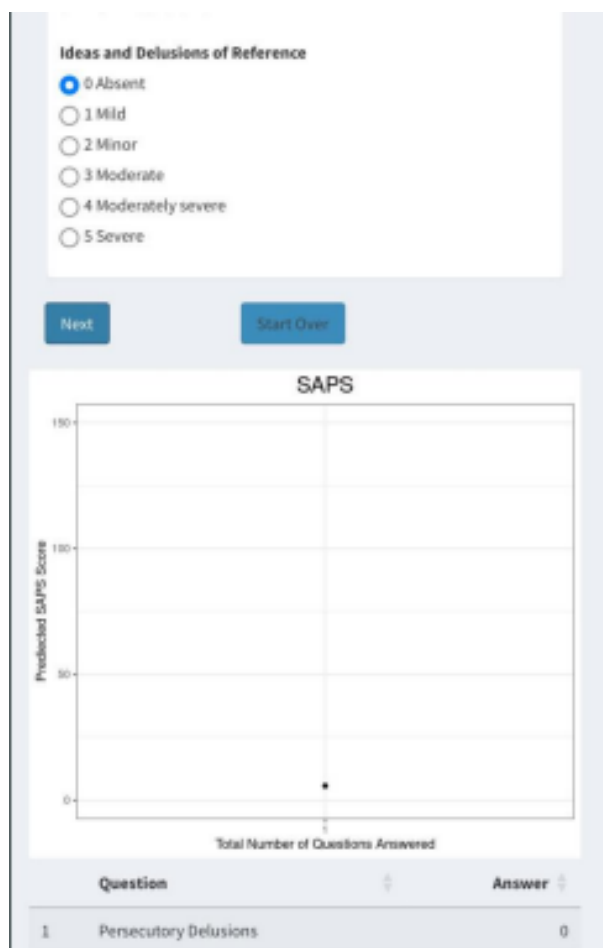 Ideas and Delusions of Reference
0 Absent
1 Mild
2 Minor
3 Moderate
4 Moderately severe
5 Severe
Next
Start Over
SAPS
150
100
50
0
Predicted SAPS Score
1
Total Number of Questions Answered
Question Answer
1 Persecutory Delusions 0